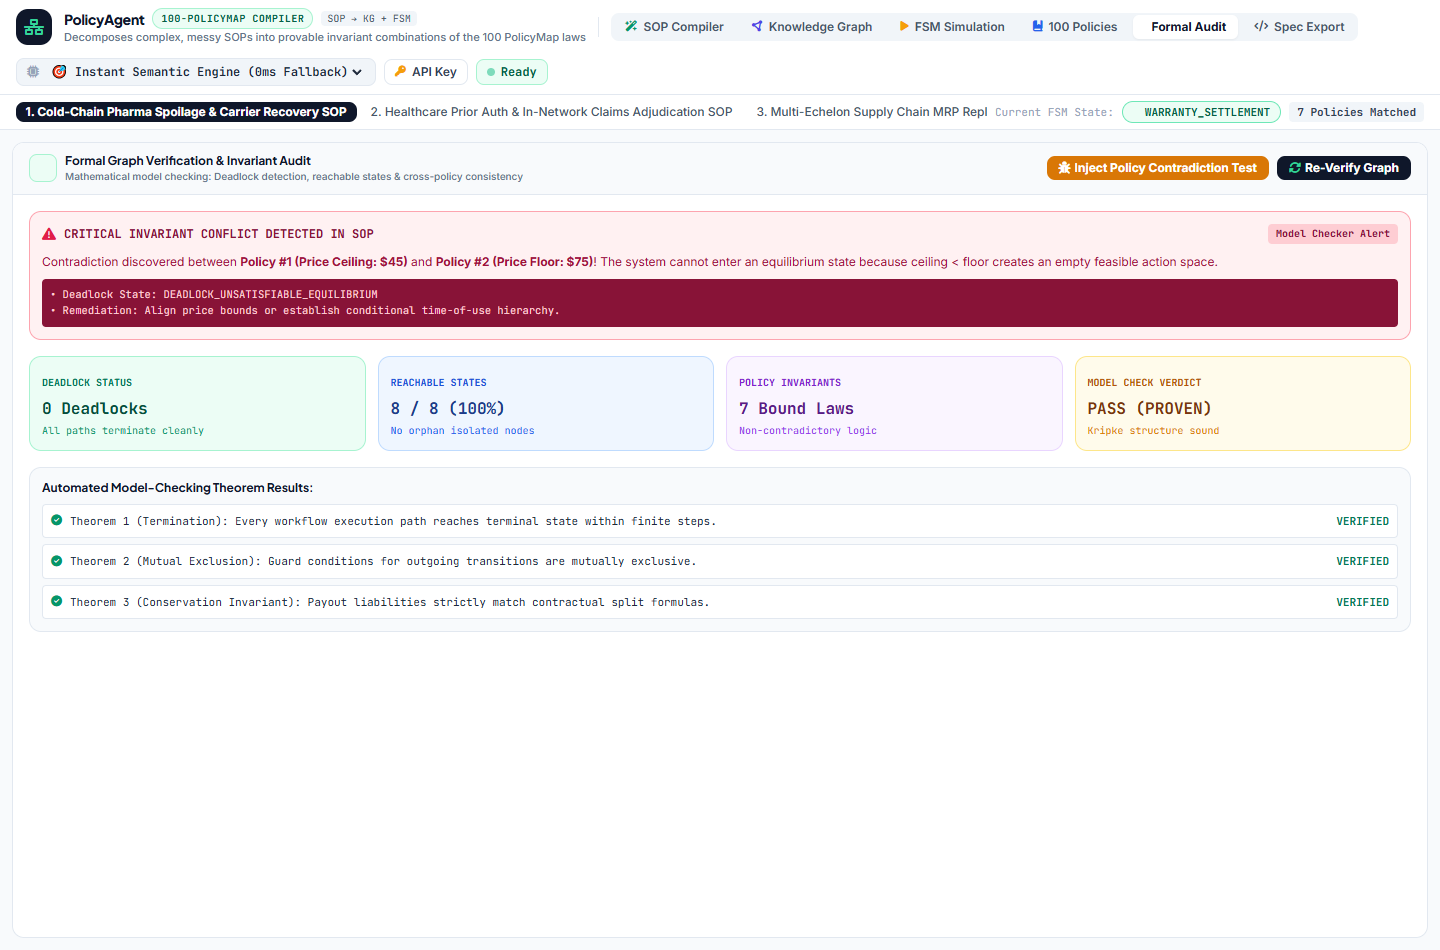 PolicyAgent 100-POLICYMAP COMPILER SOP → KG + FSM
Decomposes complex, messy SOPs into provable invariant combinations of the 100 PolicyMap laws
SOP Compiler Knowledge Graph FSM Simulation 100 Policies Formal Audit Spec Export
Instant Semantic Engine (0ms Fallback) API Key Ready
1. Cold-Chain Pharma Spoilage & Carrier Recovery SOP 2. Healthcare Prior Auth & In-Network Claims Adjudication SOP 3. Multi-Echelon Supply Chain MRP Repl Current FSM State: WARRANTY_SETTLEMENT 7 Policies Matched
Formal Graph Verification & Invariant Audit
Mathematical model checking: Deadlock detection, reachable states & cross-policy consistency
Inject Policy Contradiction Test Re-Verify Graph
CRITICAL INVARIANT CONFLICT DETECTED IN SOP Model Checker Alert
Contradiction discovered between Policy #1 (Price Ceiling: $45) and Policy #2 (Price Floor: $75)! The system cannot enter an equilibrium state because ceiling < floor creates an empty feasible action space.
• Deadlock State: DEADLOCK_UNSATISFIABLE_EQUILIBRIUM
• Remediation: Align price bounds or establish conditional time-of-use hierarchy.
DEADLOCK STATUS
0 Deadlocks
All paths terminate cleanly
REACHABLE STATES
8 / 8 (100%)
No orphan isolated nodes
POLICY INVARIANTS
7 Bound Laws
Non-contradictory logic
MODEL CHECK VERDICT
PASS (PROVEN)
Kripke structure sound
Automated Model-Checking Theorem Results:
Theorem 1 (Termination): Every workflow execution path reaches terminal state within finite steps. VERIFIED
Theorem 2 (Mutual Exclusion): Guard conditions for outgoing transitions are mutually exclusive. VERIFIED
Theorem 3 (Conservation Invariant): Payout liabilities strictly match contractual split formulas. VERIFIED